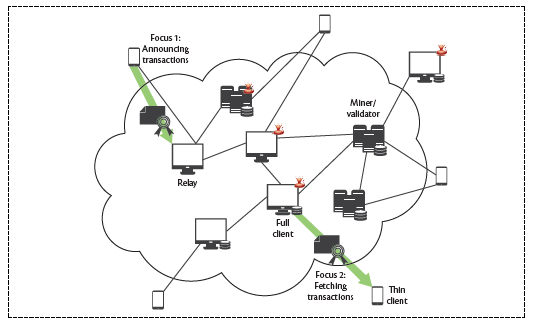 Focus 1:
Announcing
transactions
Miner/
validator
Relay
Full
client
Focus 2:
Fetching
transactions
Thin
client